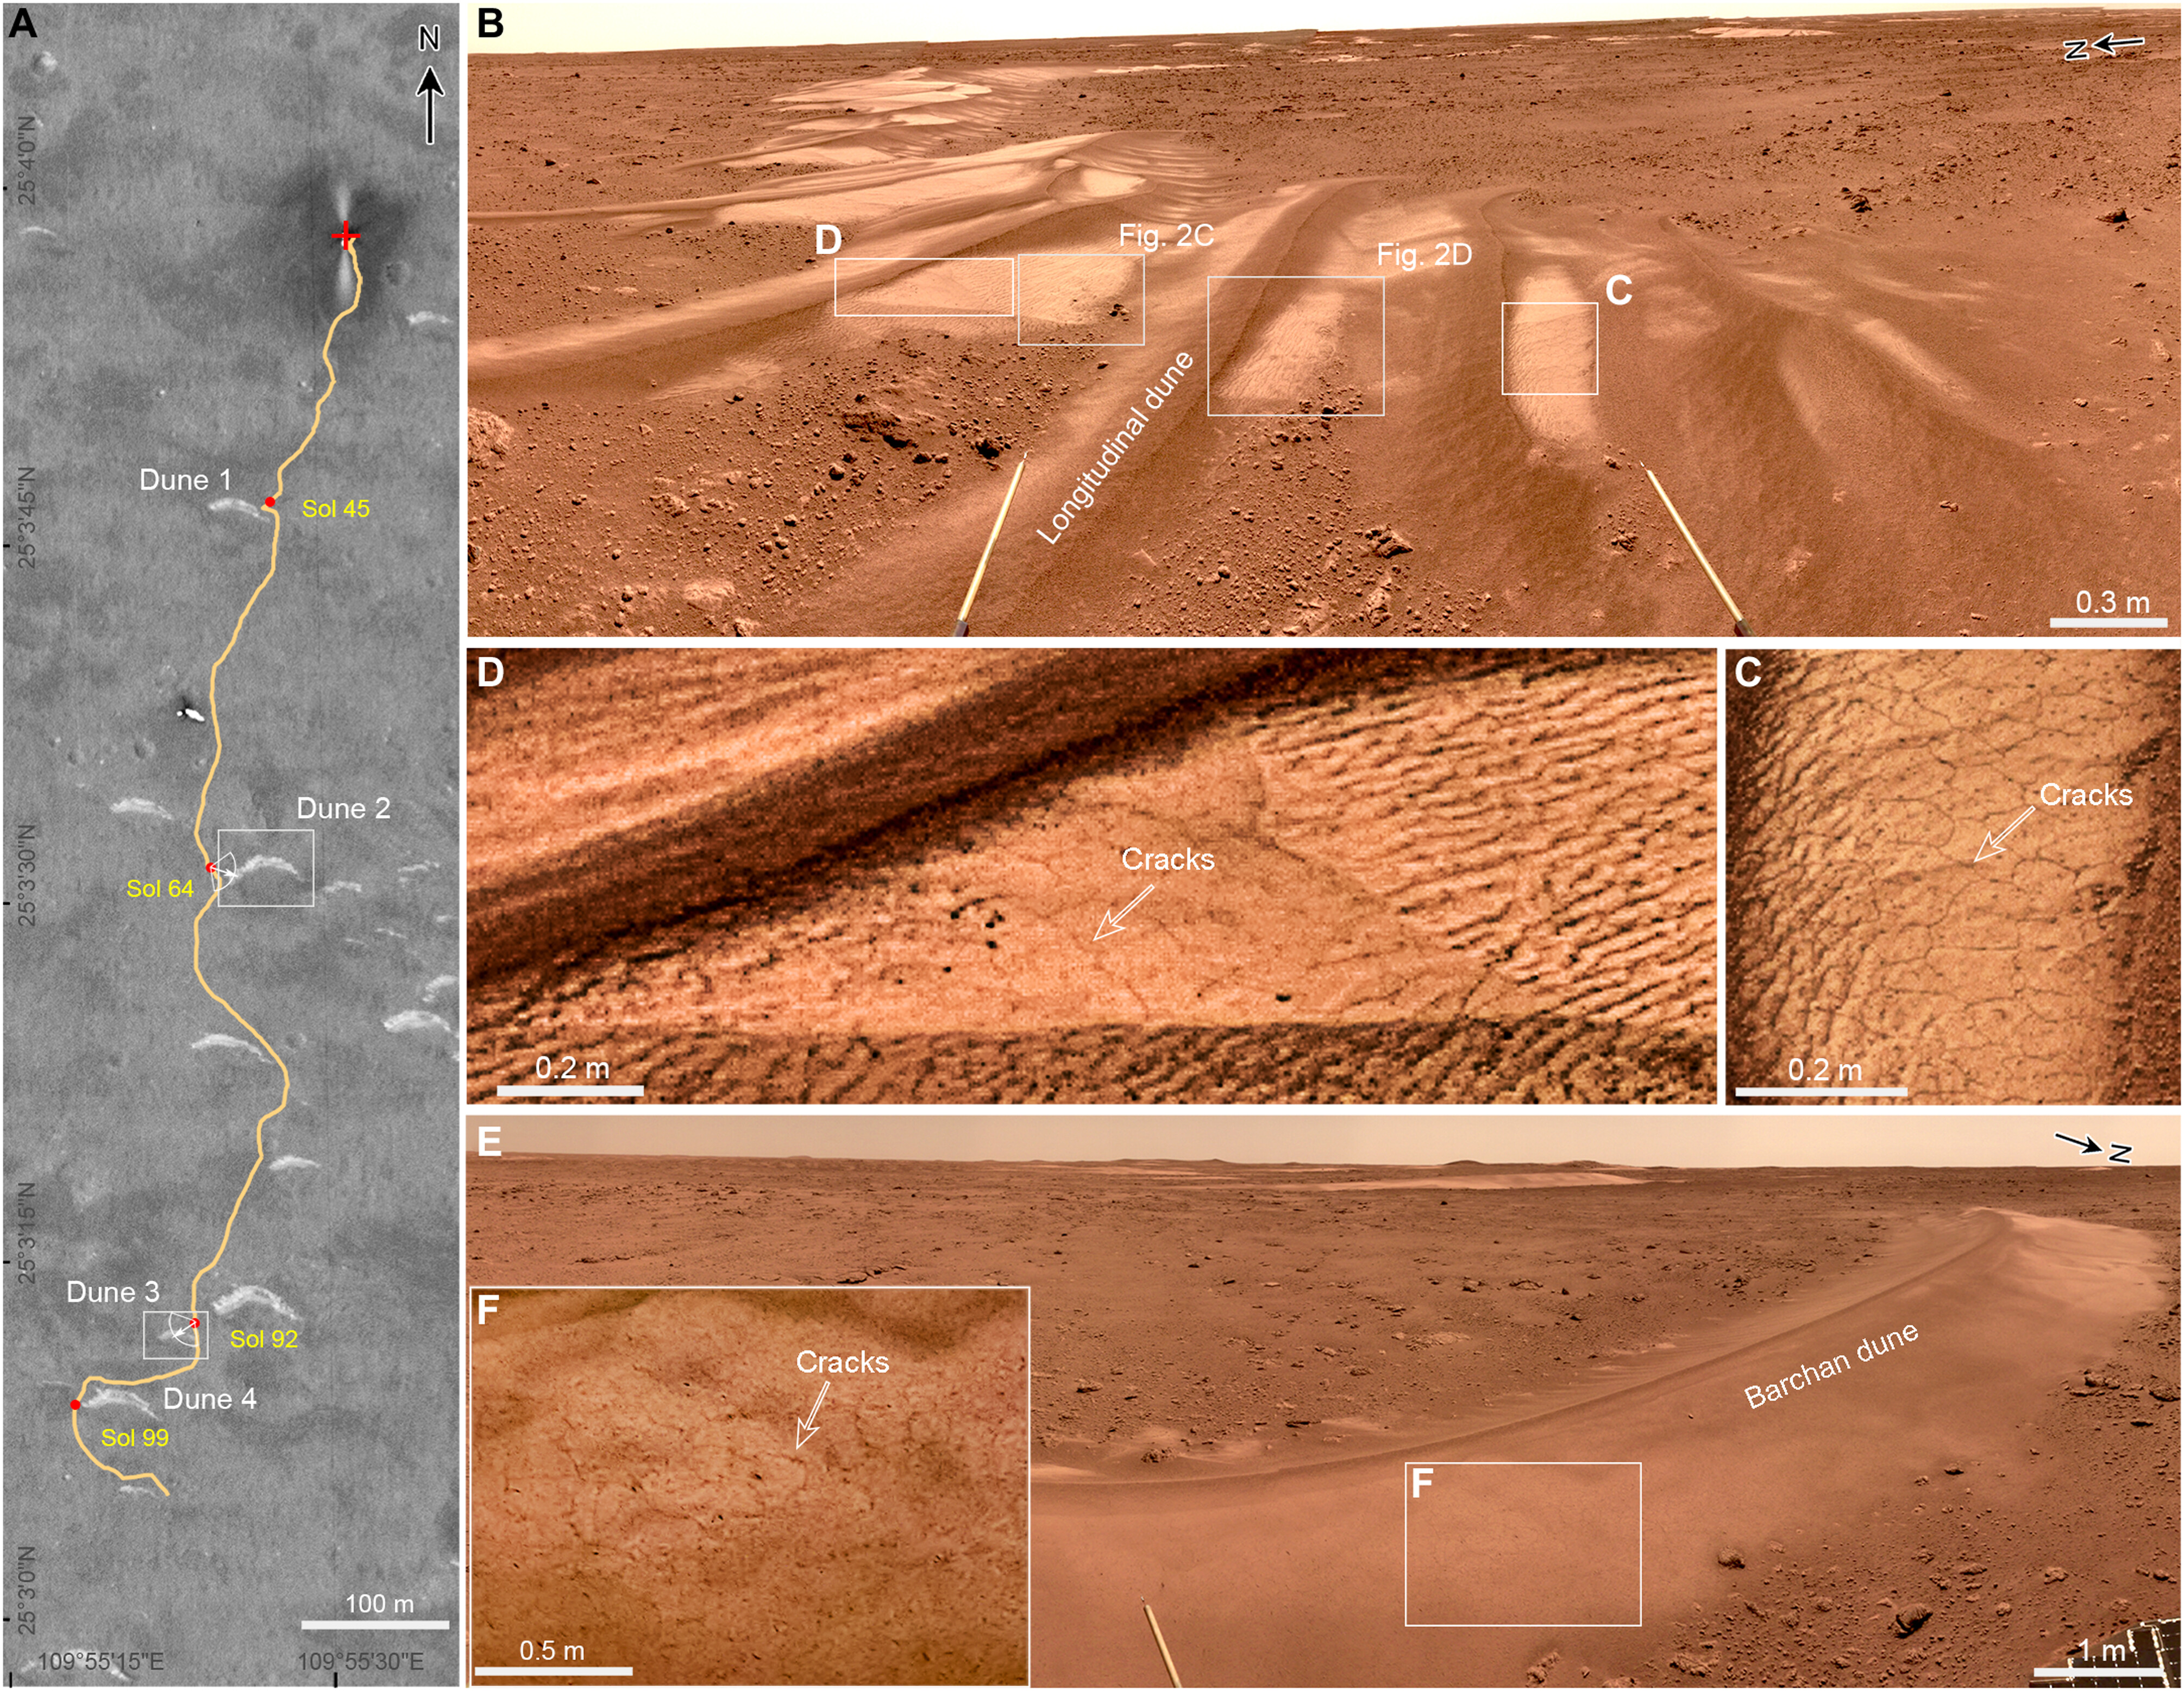 A
N
25°4'0"N
Dune 1
Sol 45
25°3'45"N
Dune 2
Sol 64
25°3'30"N
25°3'15"N
Dune 3
Sol 92
Dune 4
Sol 99
25°3'0"N
100 m
109°55'15"E
109°55'30"E
B
N
D
Fig. 2C
Fig. 2D
C
Longitudinal dune
0.3 m
D
Cracks
0.2 m
C
Cracks
0.2 m
E
N
Barchan dune
F
1 m
F
Cracks
0.5 m